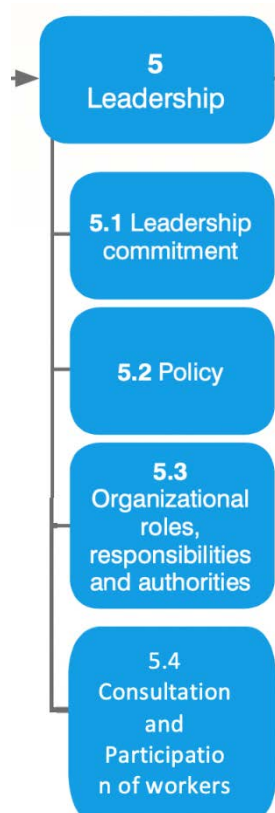 5
Leadership
5.1 Leadership
commitment
5.2 Policy
5.3
Organizational
roles,
responsibilities
and authorities
5.4
Consultation
and
Participatio
n of workers